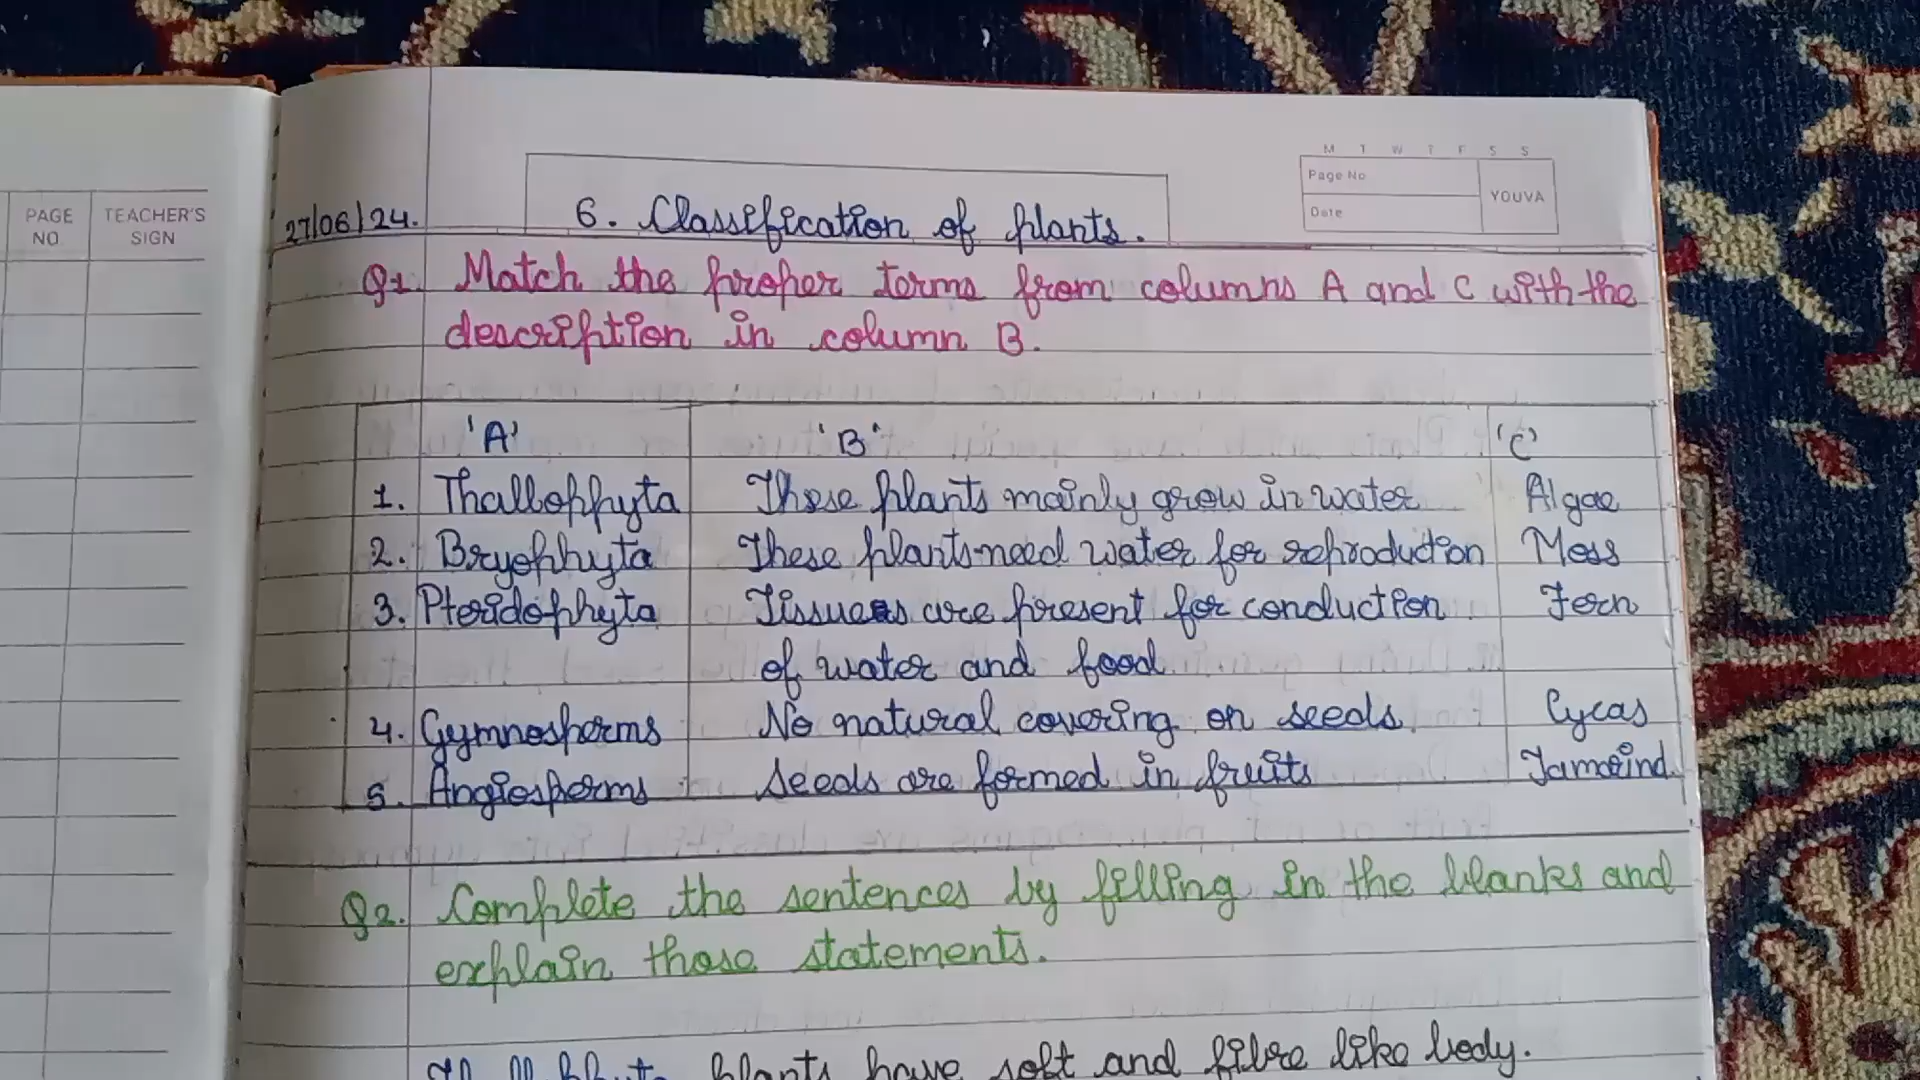 M T W T F S S
Page No
YOUVA
Date
PAGE NO
TEACHER'S SIGN
27/06/24.
6. Classification of plants.
Q1. Match the proper terms from columns A and C with the
description in column B.
'A' 'B' 'C'
1. Thallophyta These plants mainly grow in water Algae
2. Bryophyta These plants need water for reproduction Moss
3. Pteridophyta Tissues are present for conduction Fern
of water and food
4. Gymnosperms No natural covering on seeds. Cycas
5. Angiosperms Seeds are formed in fruits Tamrind.
Q2. Complete the sentences by filling in the blanks and
explain those statements.
plants have soft and fibre like body.